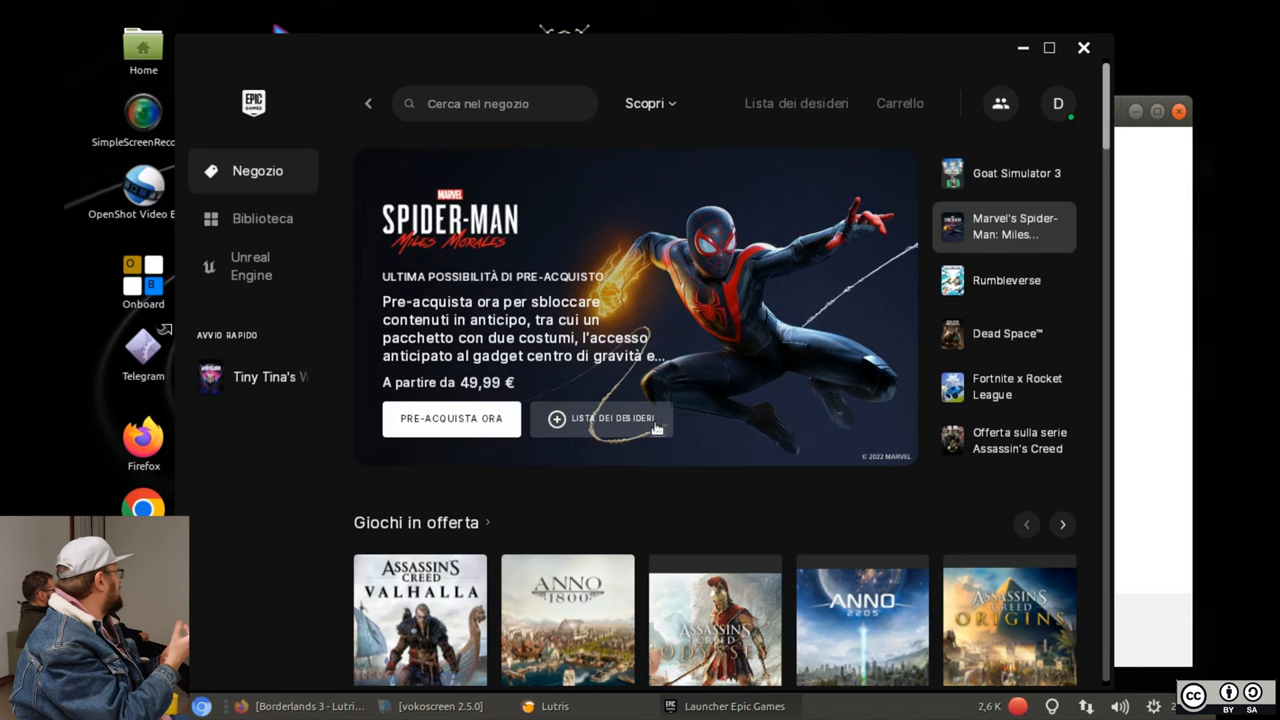 Home
SimpleScreenReco
OpenShot Video E
O
B
Onboard
Telegram
Firefox
EPIC
GAMES
Cerca nel negozio
Scopri
Lista dei desideri
Carrello
D
Negozio
Biblioteca
Unreal
Engine
AVVIO RAPIDO
Tiny Tina's W
MARVEL
SPIDER-MAN
MILES MORALES
ULTIMA POSSIBILITÀ DI PRE-ACQUISTO
Pre-acquista ora per sbloccare
contenuti in anticipo, tra cui un
pacchetto con due costumi, l'accesso
anticipato al gadget centro di gravità e...
A partire da 49,99 €
PRE-ACQUISTA ORA
LISTA DEI DESIDERI
© 2022 MARVEL
Goat Simulator 3
Marvel's Spider-
Man: Miles...
Rumbleverse
Dead Space™
Fortnite x Rocket
League
Offerta sulla serie
Assassin's Creed
Giochi in offerta
ASSASSIN'S
CREED
VALHALLA
ANNO
1800
ASSASSIN'S
CREED
ODYSSEY
ANNO
2205
ASSASSIN'S
CREED
ORIGINS
[Borderlands 3 - Lutri...
[vokoscreen 2.5.0]
Lutris
Launcher Epic Games
2,6 K
CC
BY SA